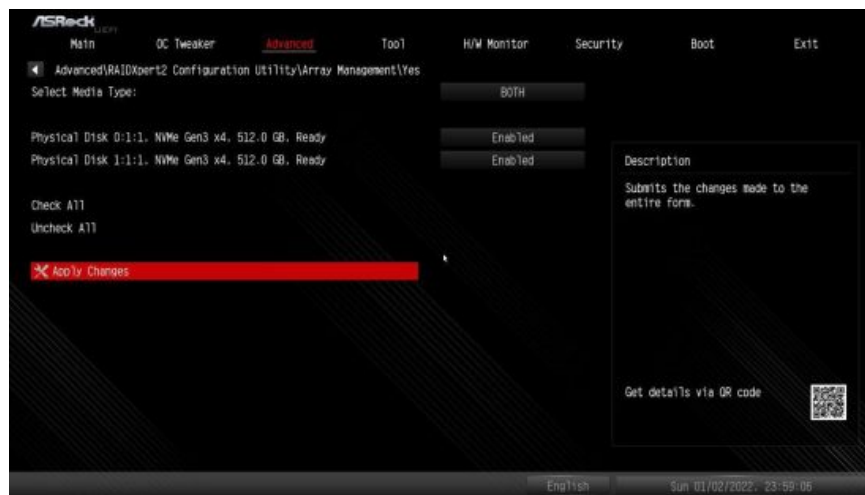 ASRock
UEFI
Main OC Tweaker Advanced Tool H/W Monitor Security Boot Exit
Advanced\RAIDXpert2 Configuration Utility\Array Management\Yes
Select Media Type: BOTH
Physical Disk 0:1:1, NVMe Gen3 x4, 512.0 GB, Ready Enabled
Physical Disk 1:1:1, NVMe Gen3 x4, 512.0 GB, Ready Enabled
Description
Submits the changes made to the
entire form.
Check All
Uncheck All
Apply Changes
Get details via QR code
English Sun 01/02/2022, 23:59:06